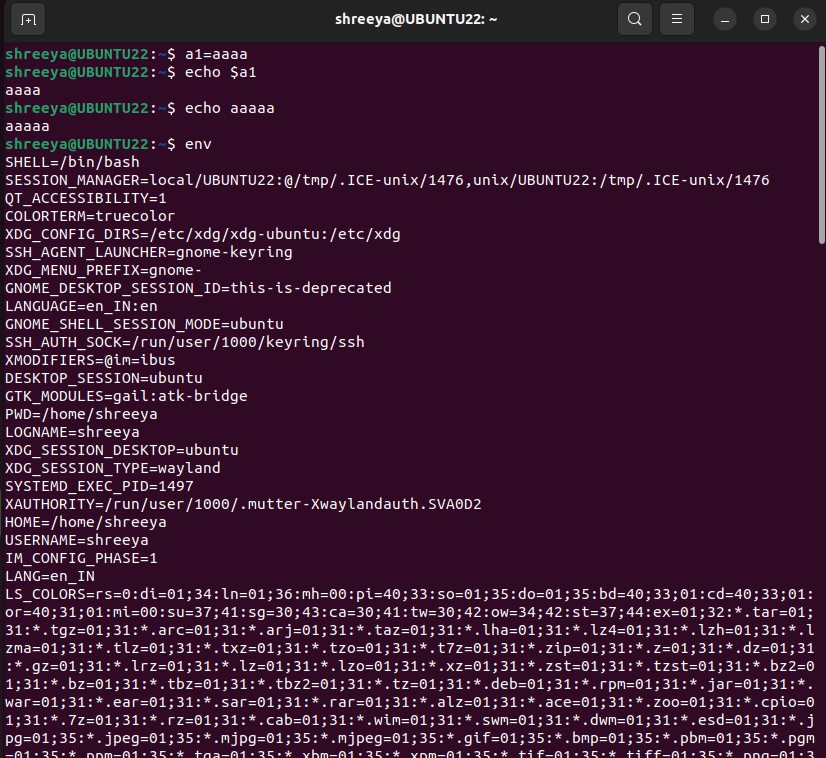 shreeya@UBUNTU22: ~
shreeya@UBUNTU22:~$ a1=aaaa
shreeya@UBUNTU22:~$ echo $a1
aaaa
shreeya@UBUNTU22:~$ echo aaaaa
aaaaa
shreeya@UBUNTU22:~$ env
SHELL=/bin/bash
SESSION_MANAGER=local/UBUNTU22:@/tmp/.ICE-unix/1476,unix/UBUNTU22:/tmp/.ICE-unix/1476
QT_ACCESSIBILITY=1
COLORTERM=truecolor
XDG_CONFIG_DIRS=/etc/xdg/xdg-ubuntu:/etc/xdg
SSH_AGENT_LAUNCHER=gnome-keyring
XDG_MENU_PREFIX=gnome-
GNOME_DESKTOP_SESSION_ID=this-is-deprecated
LANGUAGE=en_IN:en
GNOME_SHELL_SESSION_MODE=ubuntu
SSH_AUTH_SOCK=/run/user/1000/keyring/ssh
XMODIFIERS=@im=ibus
DESKTOP_SESSION=ubuntu
GTK_MODULES=gail:atk-bridge
PWD=/home/shreeya
LOGNAME=shreeya
XDG_SESSION_DESKTOP=ubuntu
XDG_SESSION_TYPE=wayland
SYSTEMD_EXEC_PID=1497
XAUTHORITY=/run/user/1000/.mutter-Xwaylandauth.SVA0D2
HOME=/home/shreeya
USERNAME=shreeya
IM_CONFIG_PHASE=1
LANG=en_IN
LS_COLORS=rs=0:di=01;34:ln=01;36:mh=00:pi=40;33:so=01;35:do=01;35:bd=40;33;01:cd=40;33;01:
or=40;31;01:mi=00:su=37;41:sg=30;43:ca=30;41:tw=30;42:ow=34;42:st=37;44:ex=01;32:*.tar=01;
31:*.tgz=01;31:*.arc=01;31:*.arj=01;31:*.taz=01;31:*.lha=01;31:*.lz4=01;31:*.lzh=01;31:*.l
zma=01;31:*.tlz=01;31:*.txz=01;31:*.tzo=01;31:*.t7z=01;31:*.zip=01;31:*.z=01;31:*.dz=01;31
:*.gz=01;31:*.lrz=01;31:*.lz=01;31:*.lzo=01;31:*.xz=01;31:*.zst=01;31:*.tzst=01;31:*.bz2=0
1;31:*.bz=01;31:*.tbz=01;31:*.tbz2=01;31:*.tz=01;31:*.deb=01;31:*.rpm=01;31:*.jar=01;31:*.
war=01;31:*.ear=01;31:*.sar=01;31:*.rar=01;31:*.alz=01;31:*.ace=01;31:*.zoo=01;31:*.cpio=0
1;31:*.7z=01;31:*.rz=01;31:*.cab=01;31:*.wim=01;31:*.swm=01;31:*.dwm=01;31:*.esd=01;31:*.j
pg=01;35:*.jpeg=01;35:*.mjpg=01;35:*.mjpeg=01;35:*.gif=01;35:*.bmp=01;35:*.pbm=01;35:*.pgm
=01;35:*.ppm=01;35:*.tga=01;35:*.xbm=01;35:*.xpm=01;35:*.tif=01;35:*.tiff=01;35:*.png=01;3